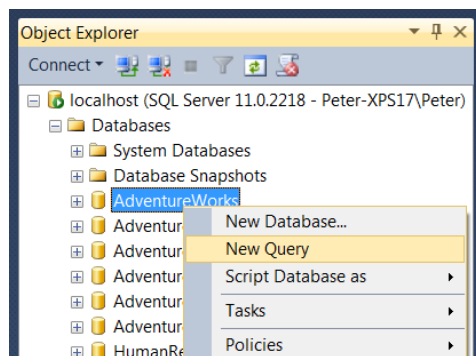 Object Explorer
Connect
localhost (SQL Server 11.0.2218 - Peter-XPS17\Peter)
Databases
System Databases
Database Snapshots
AdventureWorks
New Database...
Adventur
New Query
Adventur
Script Database as
Adventur
Tasks
Adventur
Adventur
Policies
HumanRe